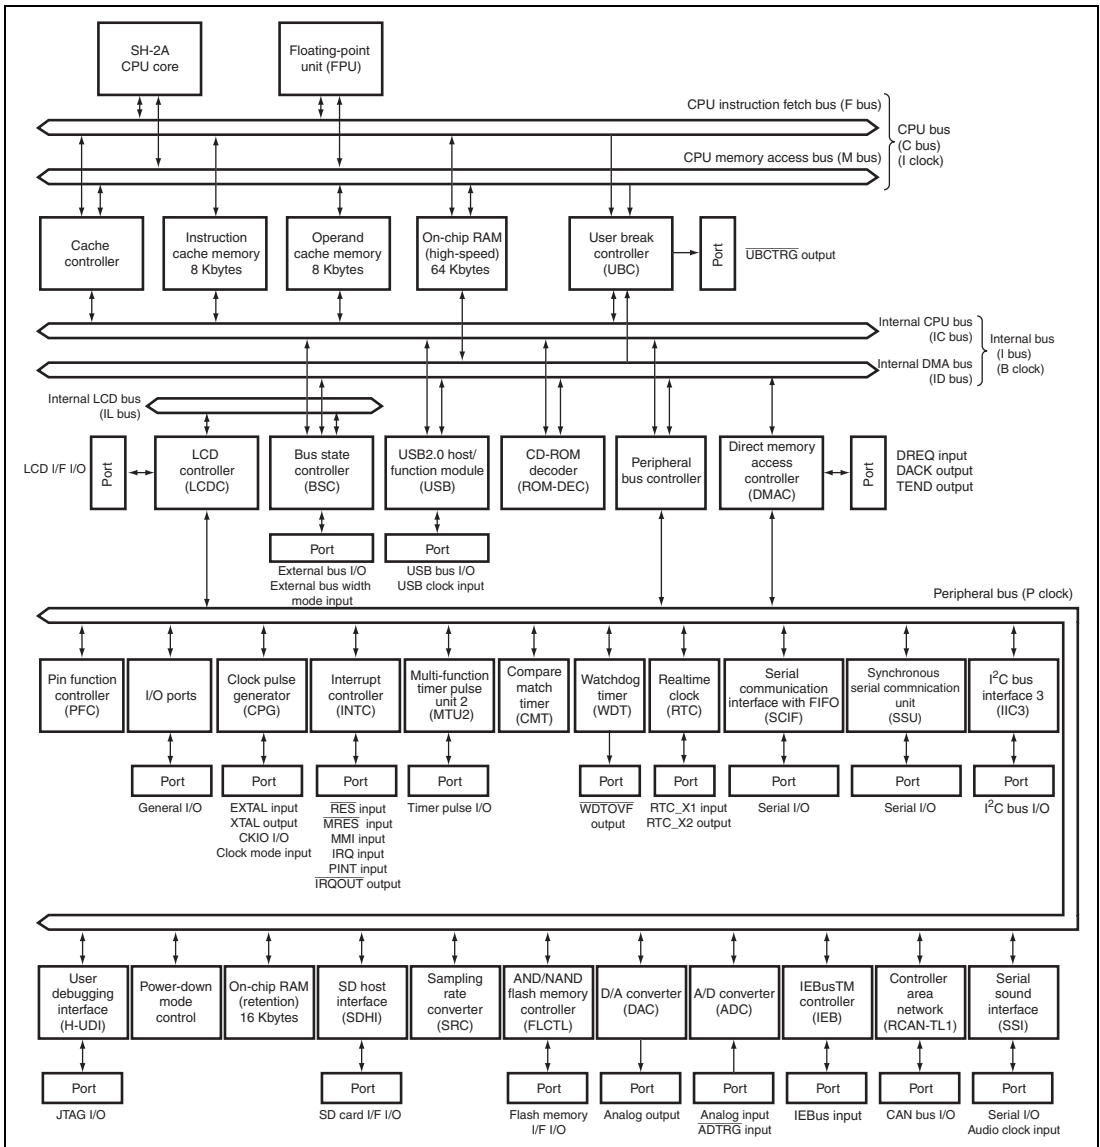 SH-2A
CPU core
Floating-point
unit (FPU)
CPU instruction fetch bus (F bus)
CPU bus
(C bus)
(I clock)
CPU memory access bus (M bus)
Cache
controller
Instruction
cache memory
8 Kbytes
Operand
cache memory
8 Kbytes
On-chip RAM
(high-speed)
64 Kbytes
User break
controller
(UBC)
Port
UBCTRG output
Internal CPU bus
(IC bus)
Internal bus
(I bus)
(B clock)
Internal DMA bus
(ID bus)
Internal LCD bus
(IL bus)
LCD I/F I/O
Port
LCD
controller
(LCDC)
Bus state
controller
(BSC)
USB2.0 host/
function module
(USB)
CD-ROM
decoder
(ROM-DEC)
Peripheral
bus controller
Direct memory
access
controller
(DMAC)
Port
DREQ input
DACK output
TEND output
Port
External bus I/O
External bus width
mode input
Port
USB bus I/O
USB clock input
Peripheral bus (P clock)
Pin function
controller
(PFC)
I/O ports
Clock pulse
generator
(CPG)
Interrupt
controller
(INTC)
Multi-function
timer pulse
unit 2
(MTU2)
Compare
match
timer
(CMT)
Watchdog
timer
(WDT)
Realtime
clock
(RTC)
Serial
communication
interface with FIFO
(SCIF)
Synchronous
serial commnication
unit
(SSU)
I2C bus
interface 3
(IIC3)
Port
General I/O
Port
EXTAL input
XTAL output
CKIO I/O
Clock mode input
Port
RES input
MRES input
MMI input
IRQ input
PINT input
IRQOUT output
Port
Timer pulse I/O
Port
WDTOVF
output
Port
RTC_X1 input
RTC_X2 output
Port
Serial I/O
Port
Serial I/O
Port
I2C bus I/O
User
debugging
interface
(H-UDI)
Power-down
mode
control
On-chip RAM
(retention)
16 Kbytes
SD host
interface
(SDHI)
Sampling
rate
converter
(SRC)
AND/NAND
flash memory
controller
(FLCTL)
D/A converter
(DAC)
A/D converter
(ADC)
IEBusTM
controller
(IEB)
Controller
area
network
(RCAN-TL1)
Serial
sound
interface
(SSI)
Port
JTAG I/O
Port
SD card I/F I/O
Port
Flash memory
I/F I/O
Port
Analog output
Port
Analog input
ADTRG input
Port
IEBus input
Port
CAN bus I/O
Port
Serial I/O
Audio clock input